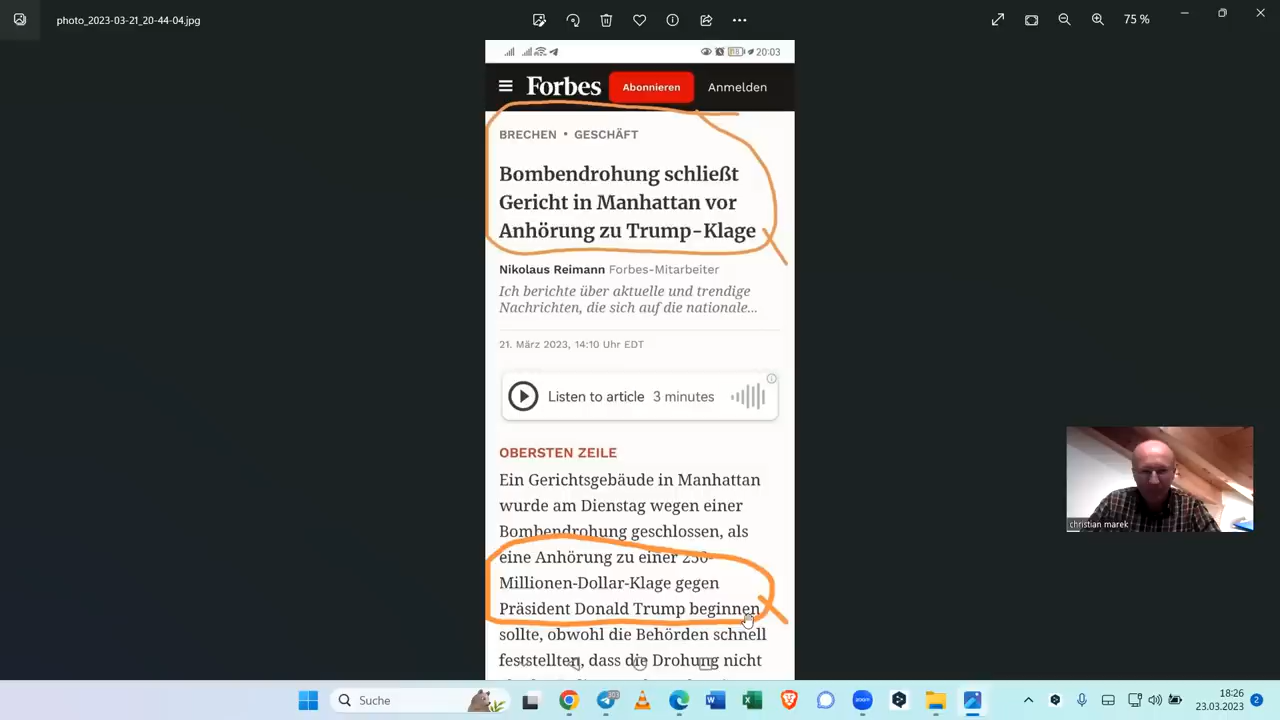 photo_2023-03-21_20-44-04.jpg
75 %
20:03
Forbes
Abonnieren
Anmelden
BRECHEN • GESCHÄFT
Bombendrohung schließt
Gericht in Manhattan vor
Anhörung zu Trump-Klage
Nikolaus Reimann Forbes-Mitarbeiter
Ich berichte über aktuelle und trendige
Nachrichten, die sich auf die nationale...
21. März 2023, 14:10 Uhr EDT
Listen to article 3 minutes
OBERSTEN ZEILE
Ein Gerichtsgebäude in Manhattan
wurde am Dienstag wegen einer
Bombendrohung geschlossen, als
eine Anhörung zu einer 250-
Millionen-Dollar-Klage gegen
Präsident Donald Trump beginnen
sollte, obwohl die Behörden schnell
feststellten, dass die Drohung nicht
christian marek
Suche
18:26
23.03.2023
2